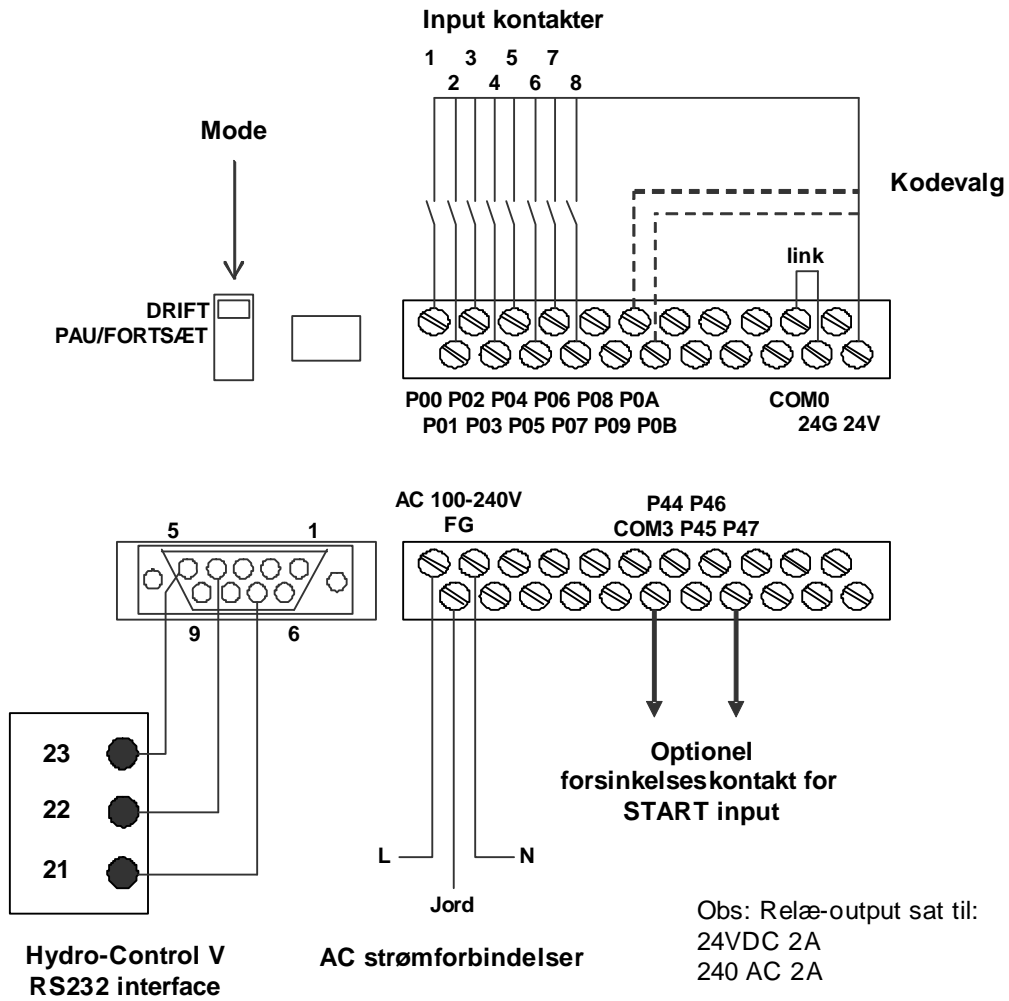 Input kontakter
1 3 5 7
2 4 6 8
Mode
Kodevalg
link
DRIFT
PAU/FORTSÆT
P00 P02 P04 P06 P08 P0A COM0
P01 P03 P05 P07 P09 P0B 24G 24V
AC 100-240V P44 P46
FG COM3 P45 P47
5 1
9 6
23
22
21
Optionel
forsinkelseskontakt for
START input
L N
Jord
Hydro-Control V
RS232 interface
AC strømforbindelser
Obs: Relæ-output sat til:
24VDC 2A
240 AC 2A